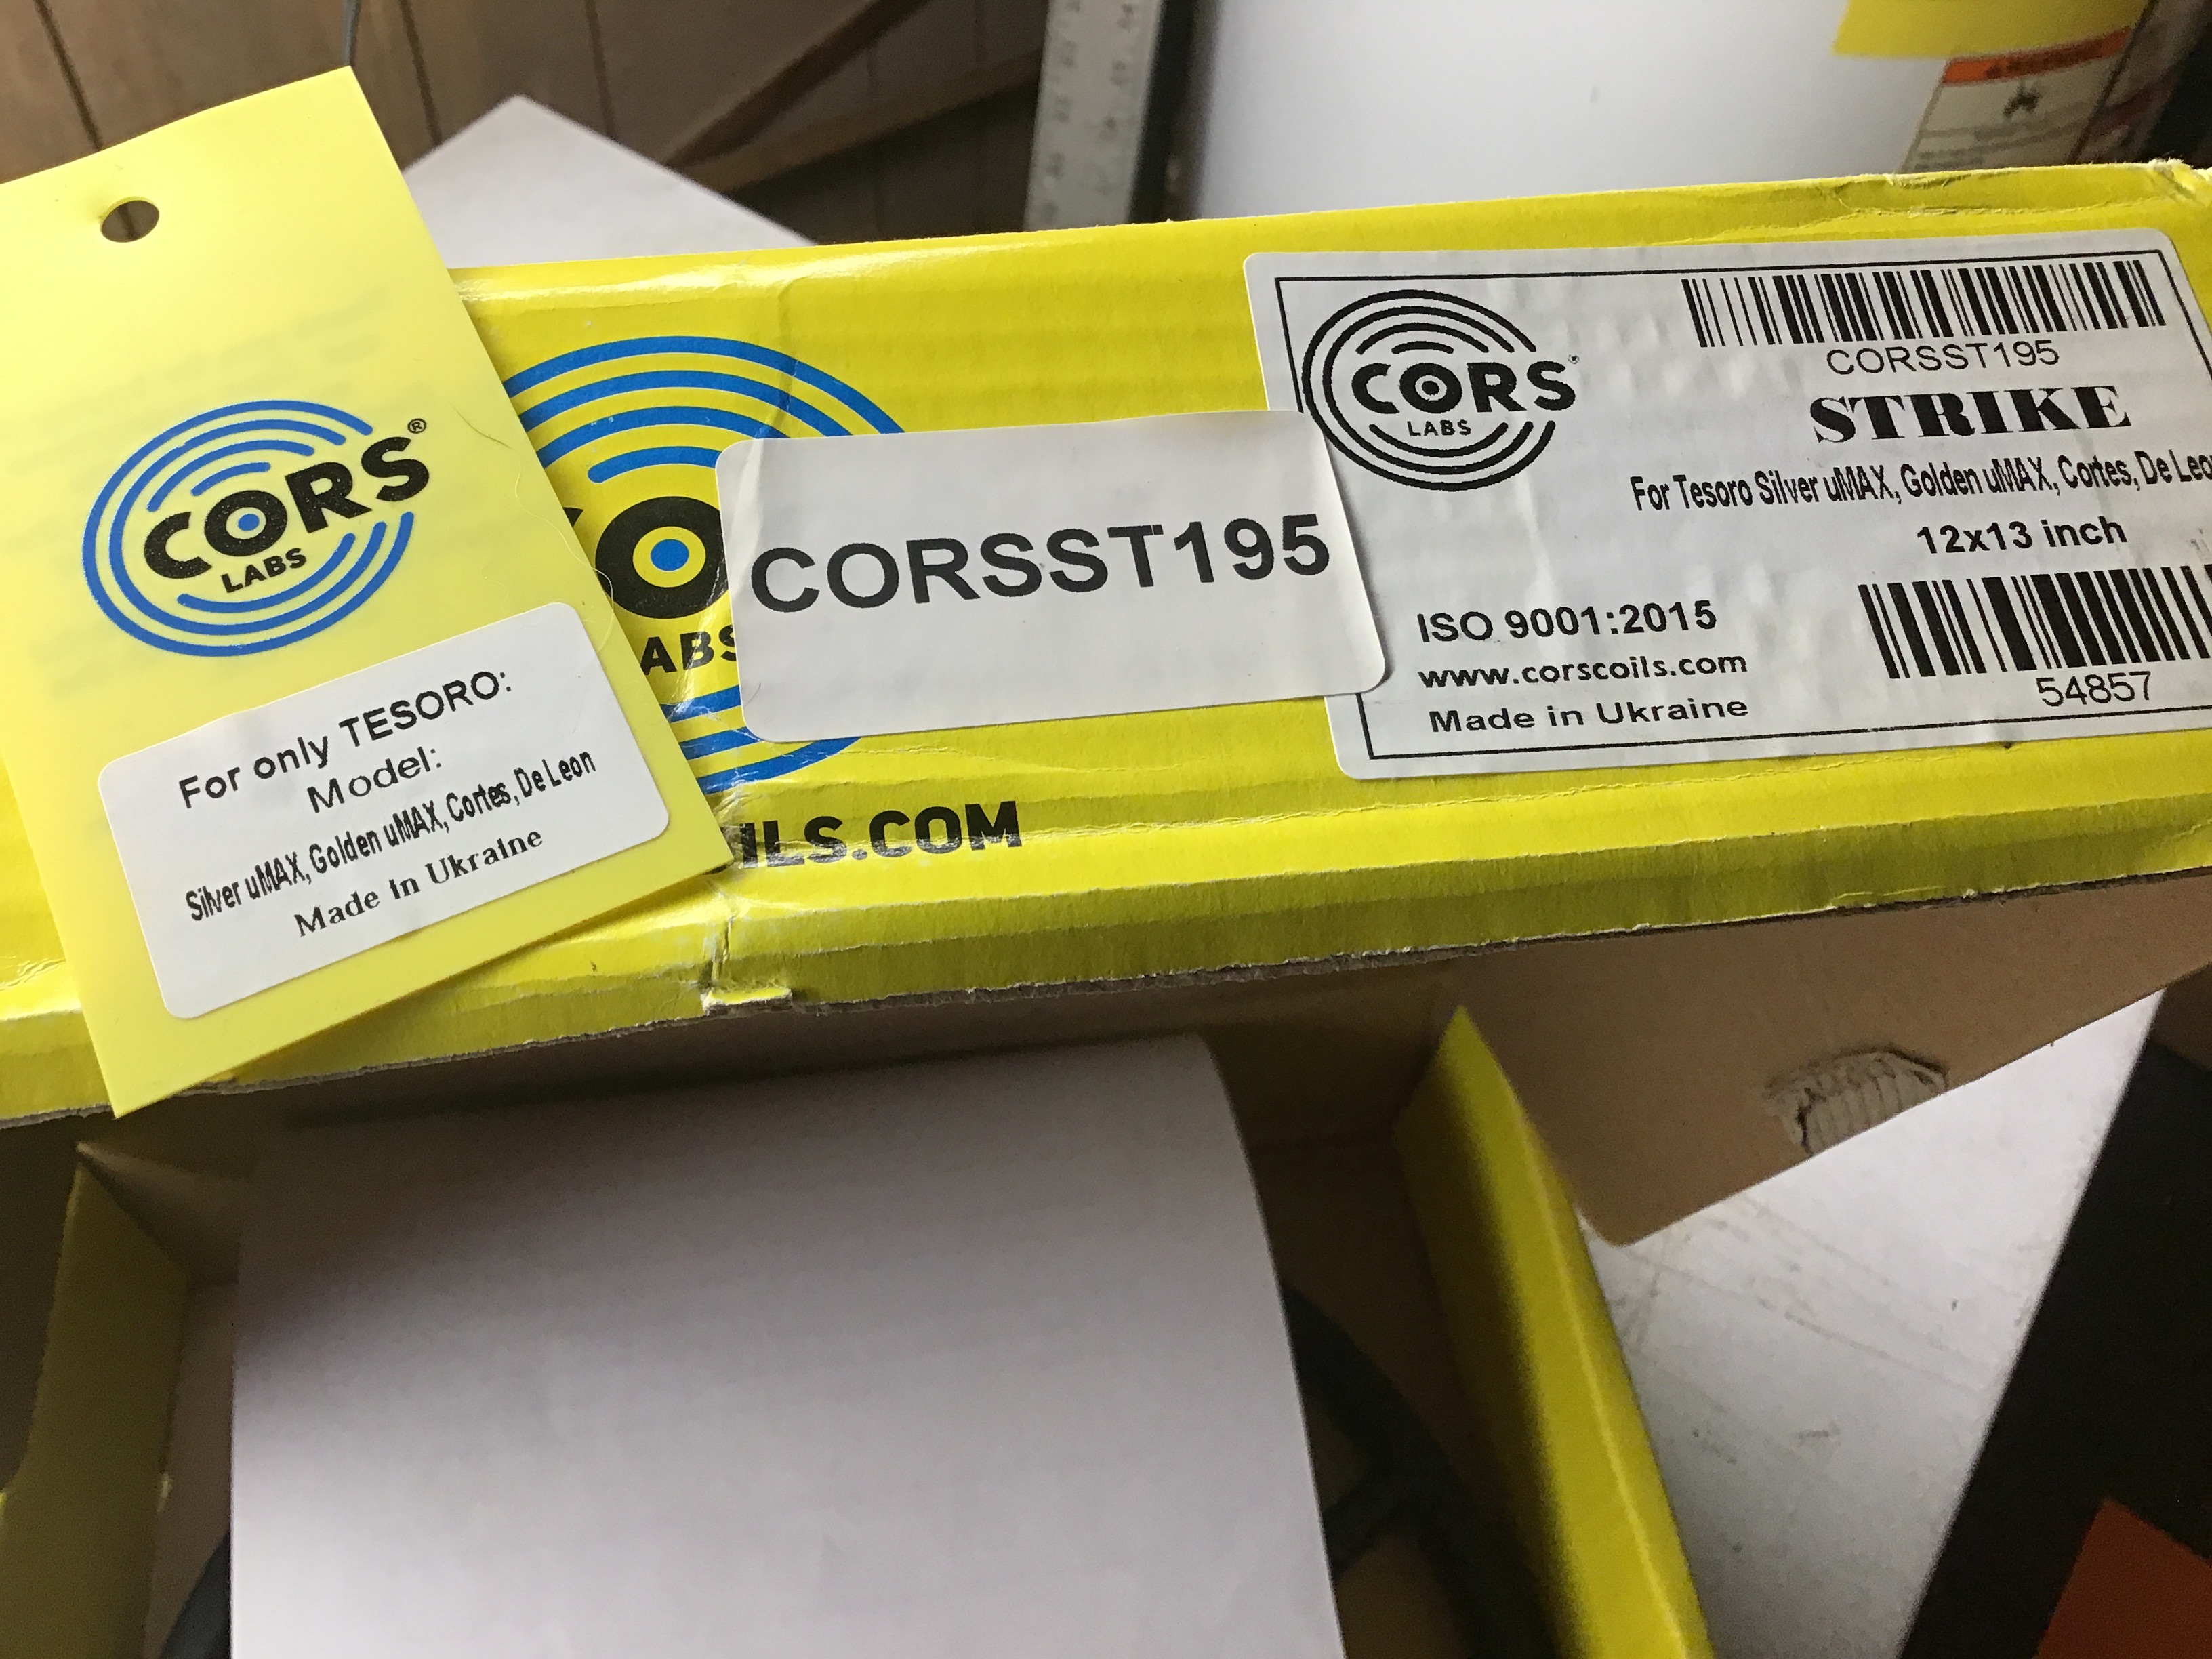 CORS®
LABS
For only TESORO:
Model:
Silver uMAX, Golden uMAX, Cortes, De Leon
Made in Ukraine
ABS
ILS.COM
CORSST195
CORS
LABS
CORSST195
STRIKE
For Tesoro Silver uMAX, Golden uMAX, Cortes, De Leo
12x13 inch
ISO 9001:2015
www.corscoils.com
Made in Ukraine
54857